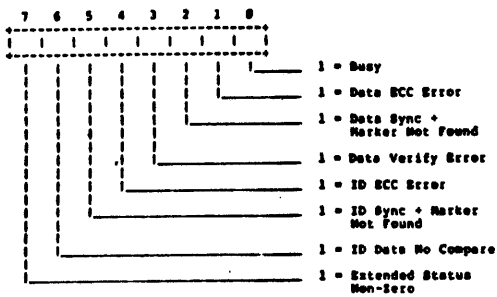 7 6 5 4 3 2 1 0
1 = Busy
1 = Data ECC Error
1 = Data Sync +
Marker Not Found
1 = Data Verify Error
1 = ID ECC Error
1 = ID Sync + Marker
Not Found
1 = ID Data No Compare
1 = Extended Status
Non-Zero